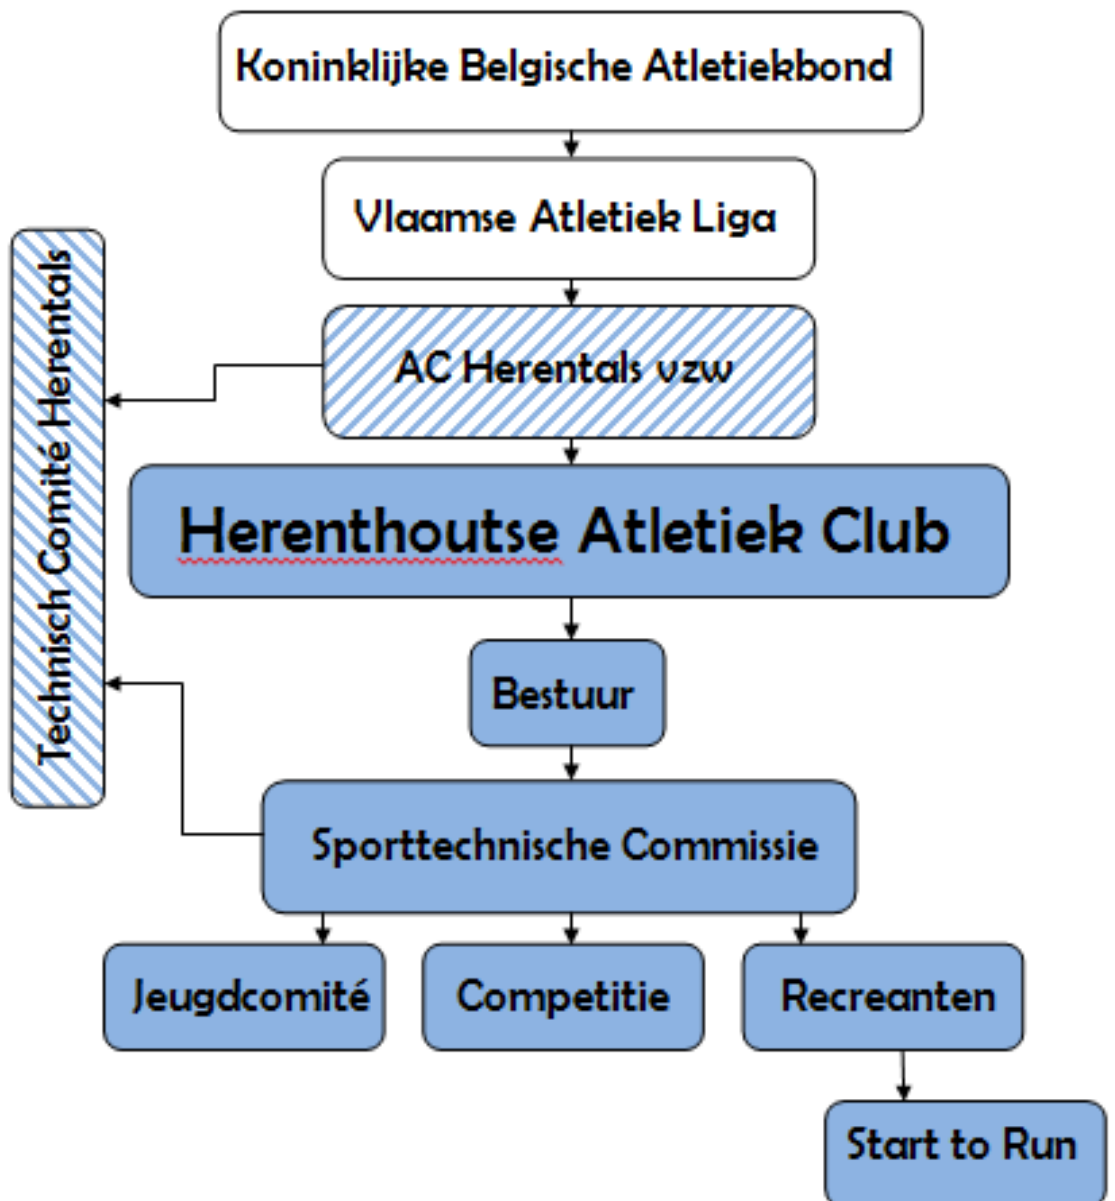 Koninklijke Belgische Atletiekbond
Vlaamse Atletiek Liga
Technisch Comité Herentals
AC Herentals vzw
Herenthoutse Atletiek Club
Bestuur
Sporttechnische Commissie
Jeugdcomité
Competitie
Recreanten
Start to Run